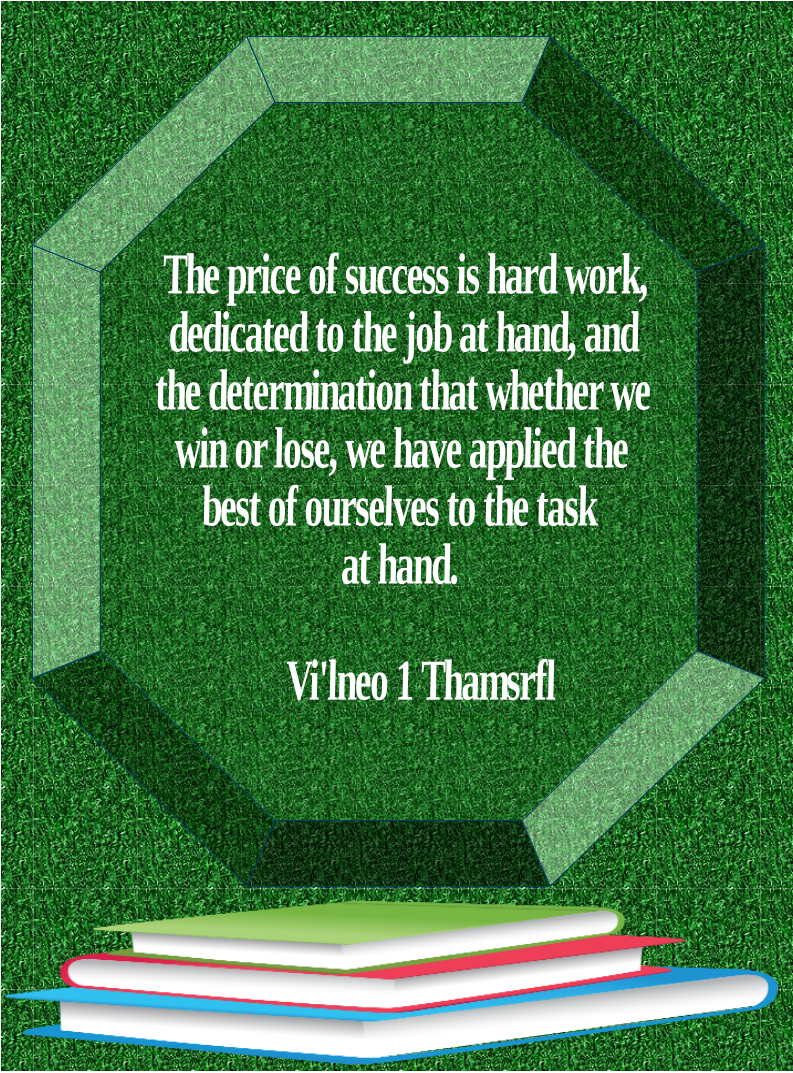 The price of success is hard work,
dedicated to the job at hand, and
the determination that whether we
win or lose, we have applied the
best of ourselves to the task
at hand.
Vi'lneo 1 Thamsrfl